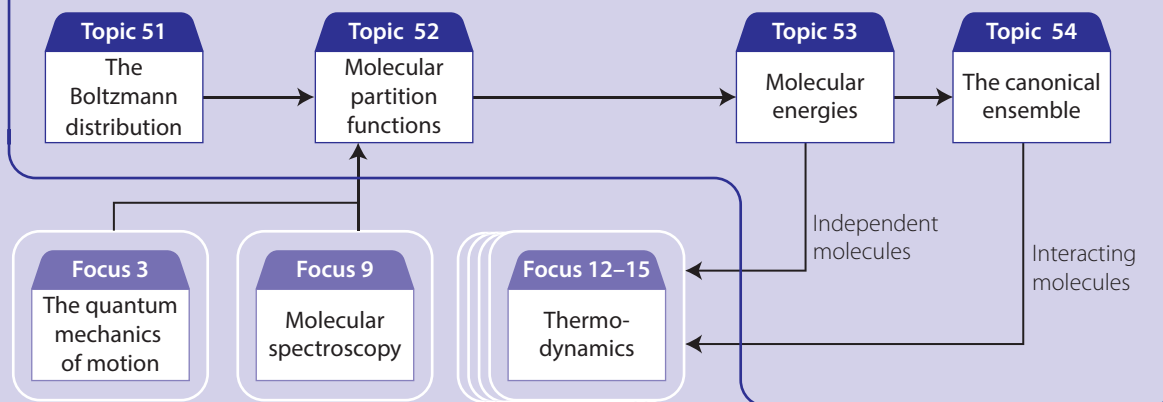 Topic 51
The
Boltzmann
distribution
Topic 52
Molecular
partition
functions
Topic 53
Molecular
energies
Topic 54
The canonical
ensemble
Independent
molecules
Interacting
molecules
Focus 3
The quantum
mechanics
of motion
Focus 9
Molecular
spectroscopy
Focus 12–15
Thermo-
dynamics